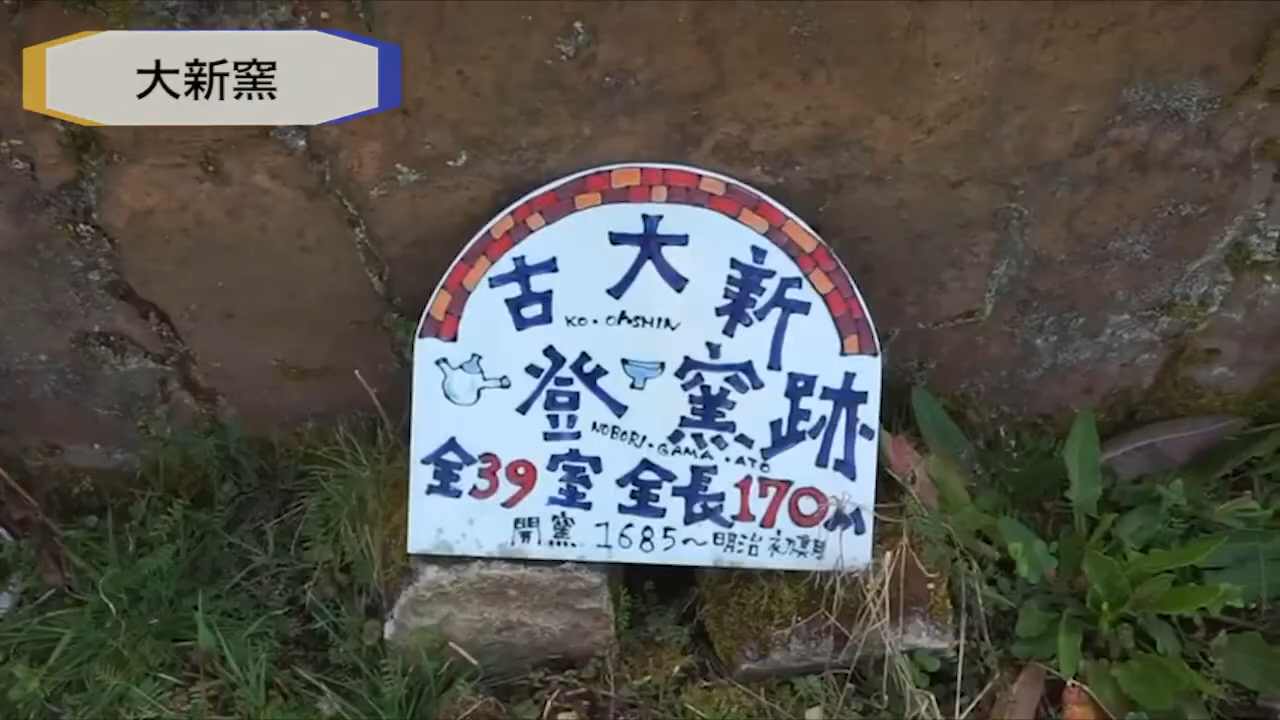 大新窯
古大新
KO・OASHIN
登窯跡
NOBORI・GAMA・ATO
全39室全長170m
開窯 1685～明治初期